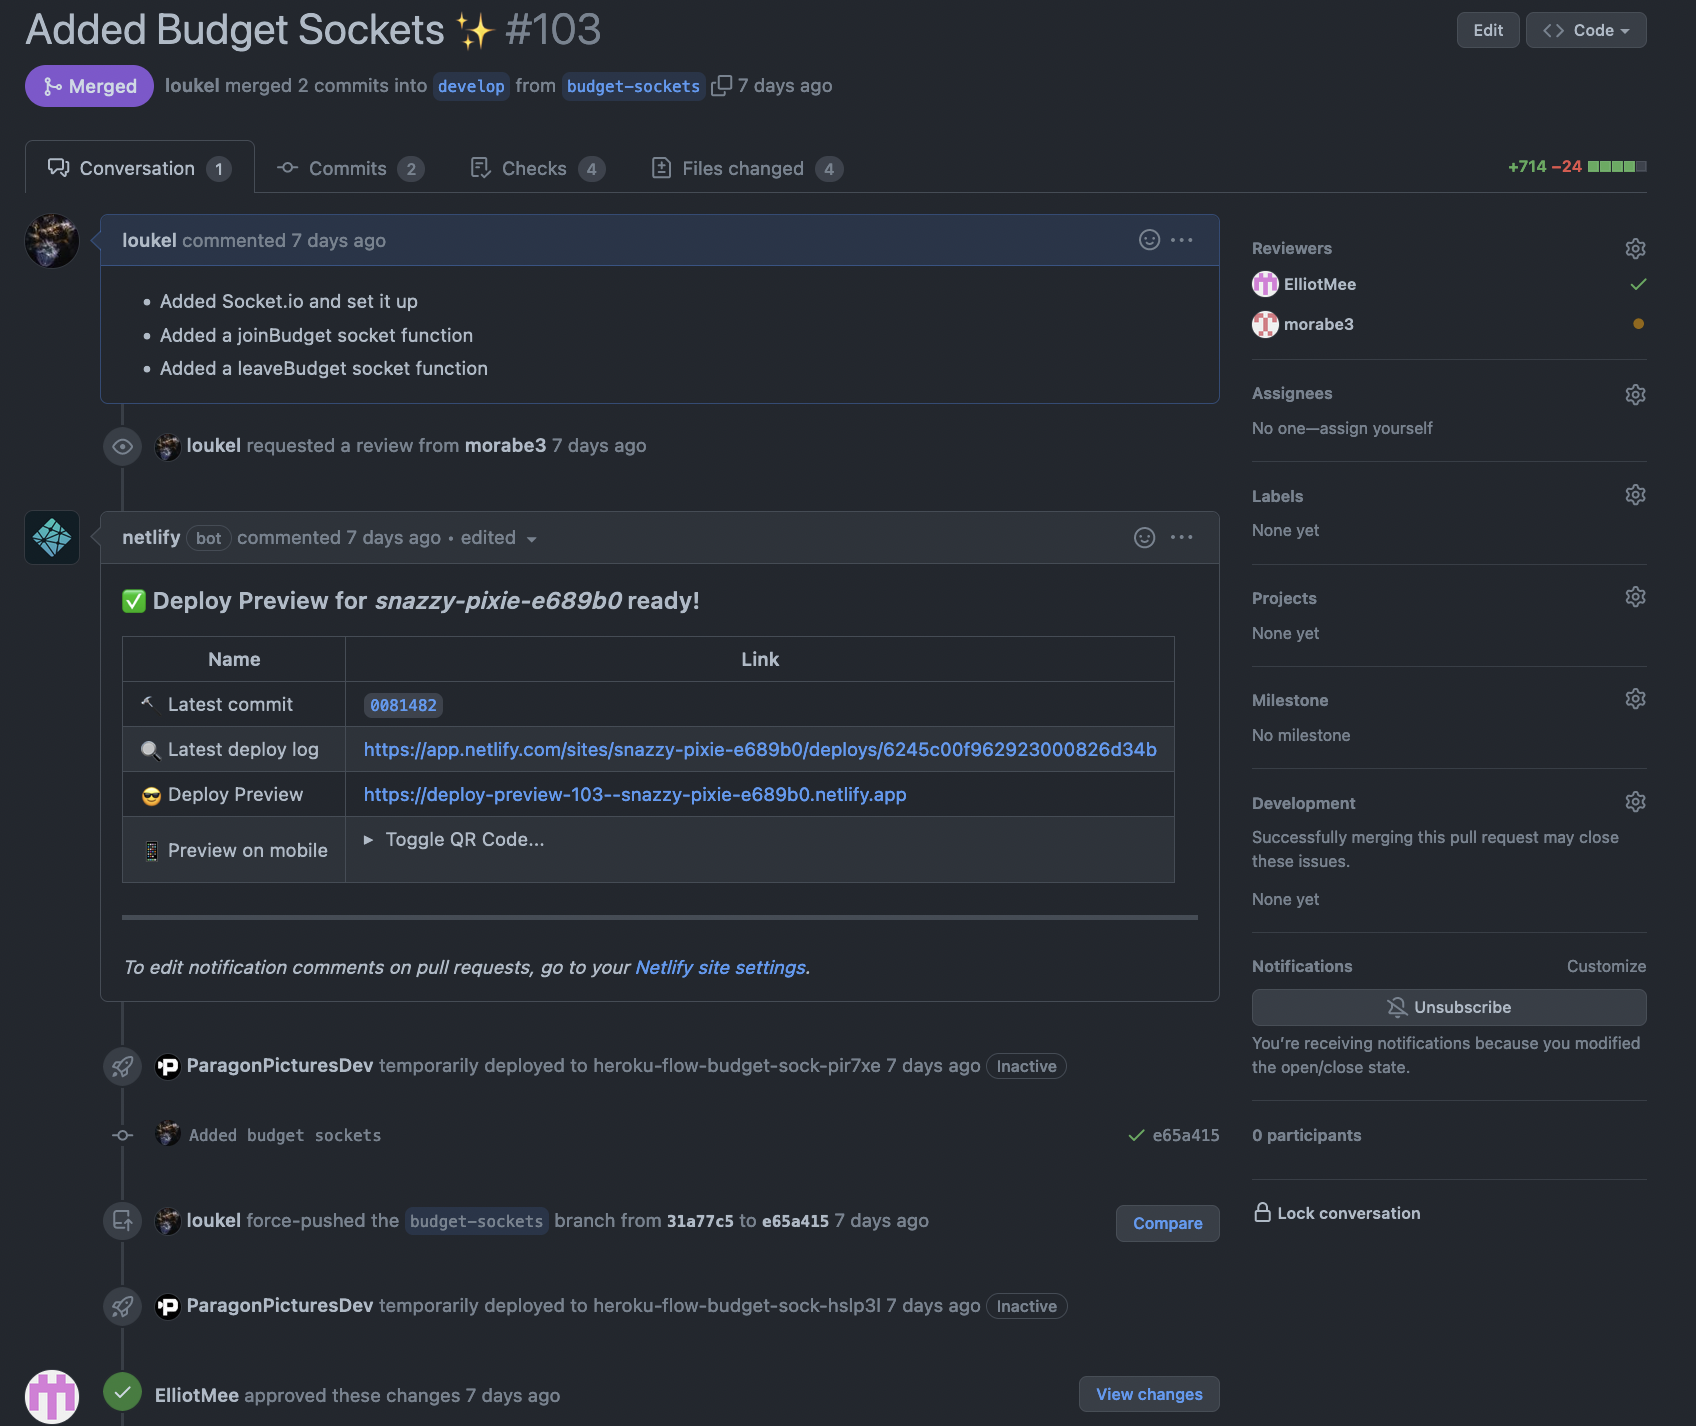 Added Budget Sockets ✨ #103
Edit
Code
Merged
loukel merged 2 commits into develop from budget-sockets 7 days ago
Conversation 1
Commits 2
Checks 4
Files changed 4
+714 −24
loukel commented 7 days ago
• Added Socket.io and set it up
• Added a joinBudget socket function
• Added a leaveBudget socket function
loukel requested a review from morabe3 7 days ago
netlify bot commented 7 days ago • edited
✅ Deploy Preview for snazzy-pixie-e689b0 ready!
Name Link
🔨 Latest commit 0081482
🔍 Latest deploy log https://app.netlify.com/sites/snazzy-pixie-e689b0/deploys/6245c00f962923000826d34b
😎 Deploy Preview https://deploy-preview-103--snazzy-pixie-e689b0.netlify.app
📱 Preview on mobile ▶ Toggle QR Code...
To edit notification comments on pull requests, go to your Netlify site settings.
ParagonPicturesDev temporarily deployed to heroku-flow-budget-sock-pir7xe 7 days ago Inactive
Added budget sockets e65a415
loukel force-pushed the budget-sockets branch from 31a77c5 to e65a415 7 days ago
Compare
ParagonPicturesDev temporarily deployed to heroku-flow-budget-sock-hslp3l 7 days ago Inactive
ElliotMee approved these changes 7 days ago
View changes
Reviewers
ElliotMee
morabe3
Assignees
No one—assign yourself
Labels
None yet
Projects
None yet
Milestone
No milestone
Development
Successfully merging this pull request may close
these issues.
None yet
Notifications
Customize
Unsubscribe
You're receiving notifications because you modified
the open/close state.
0 participants
Lock conversation